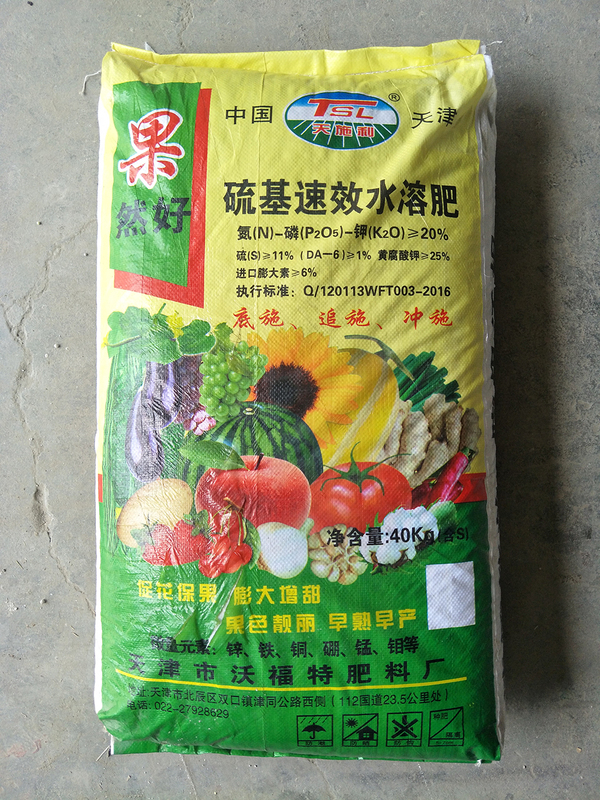 果
然好
中国
TSL
天施利
®
天津
硫基速效水溶肥
氮(N)-磷(P₂O₅)-钾(K₂O)≥20%
硫(S)≥11% (DA-6)≥1% 黄腐酸钾≥25%
进口膨大素≥6%
执行标准: Q/120113WFT003-2016
底施、追施、冲施
净含量:40Kg(含S)
促花保果 膨大增甜
果色靓丽 早熟早产
微量元素: 锌、铁、铜、硼、锰、钼等
天津市沃福特肥料厂
地址:天津市北辰区双口镇津同公路西侧(112国道23.5公里处)
电话: 022-27928629